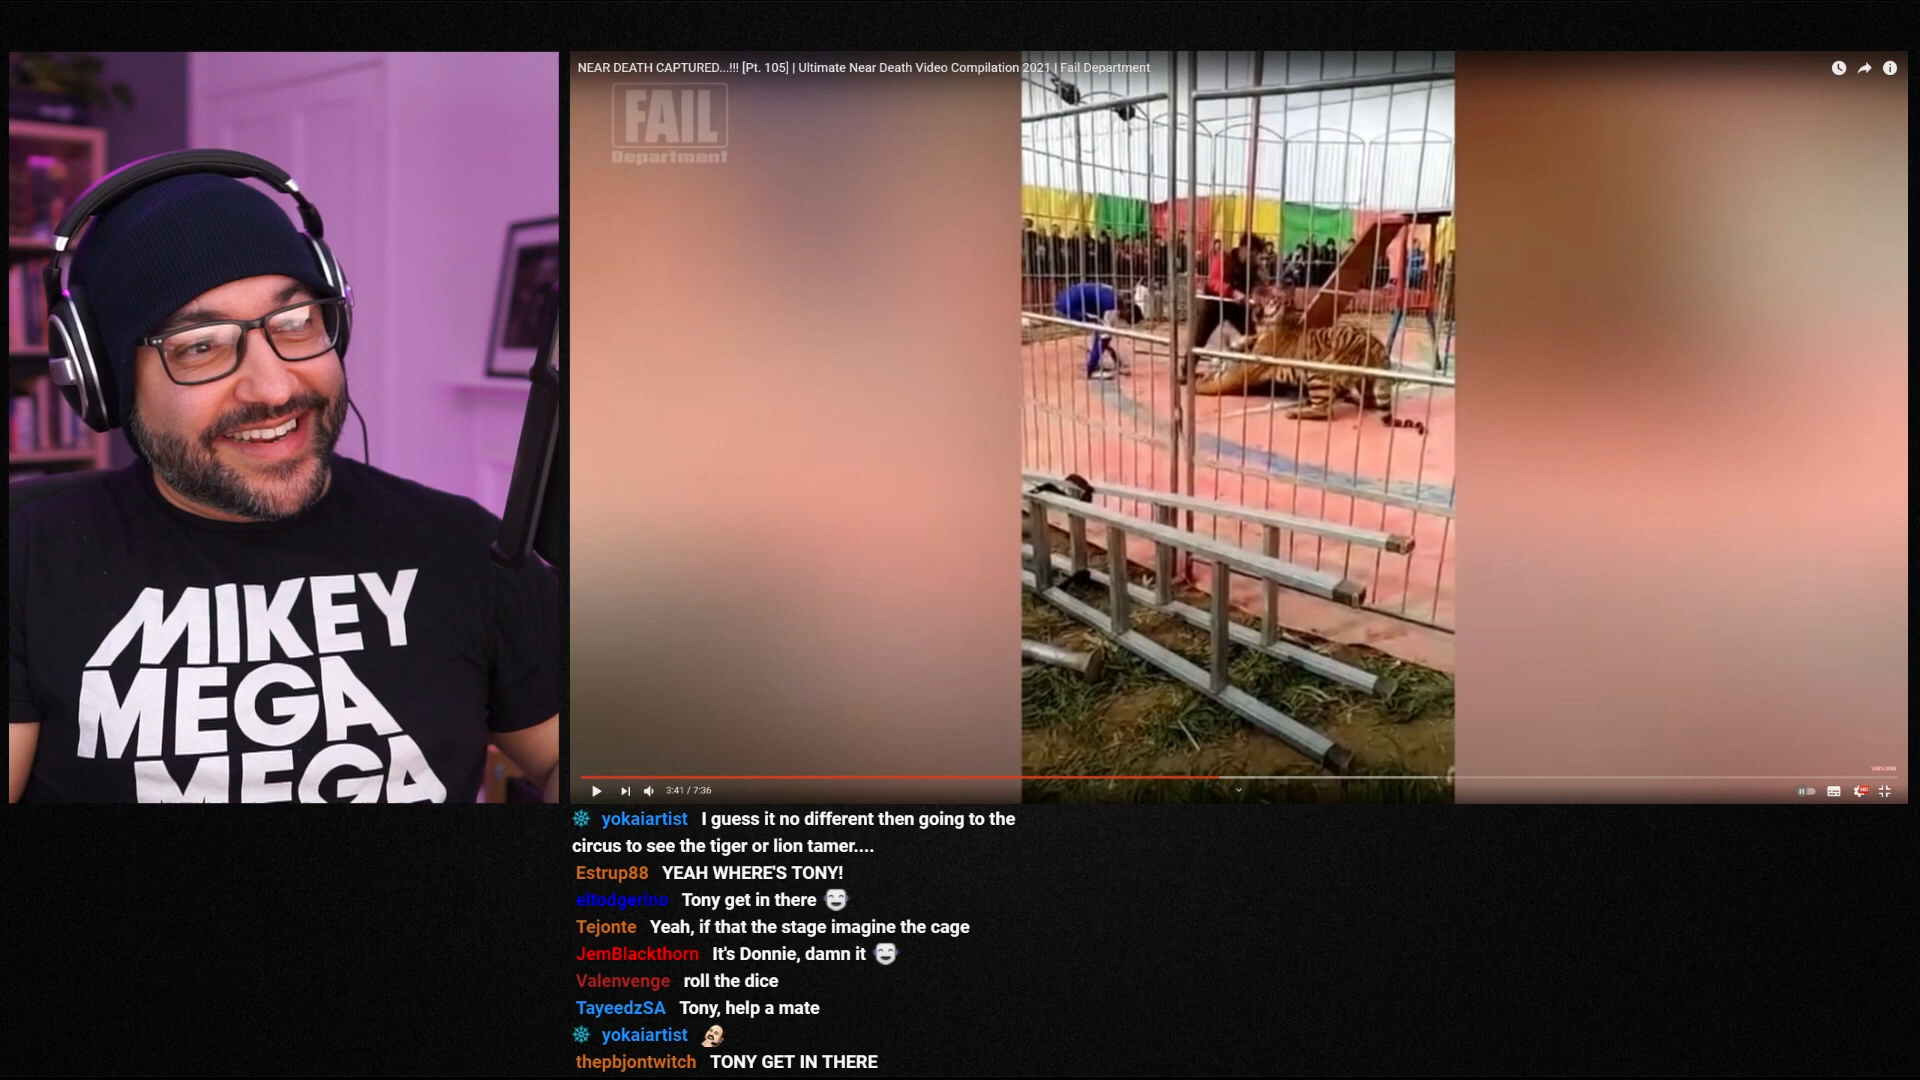 NEAR DEATH CAPTURED...!!! [Pt. 105] | Ultimate Near Death Video Compilation 2021 | Fail Department
FAIL
Department
MIKEY
MEGA
MEGA
3:41 / 7:36
HD
yokaiartist I guess it no different then going to the
circus to see the tiger or lion tamer....
Estrup88 YEAH WHERE'S TONY!
eltodgerino Tony get in there
Tejonte Yeah, if that the stage imagine the cage
JemBlackthorn It's Donnie, damn it
Valenvenge roll the dice
TayeedzSA Tony, help a mate
yokaiartist
thepbjontwitch TONY GET IN THERE